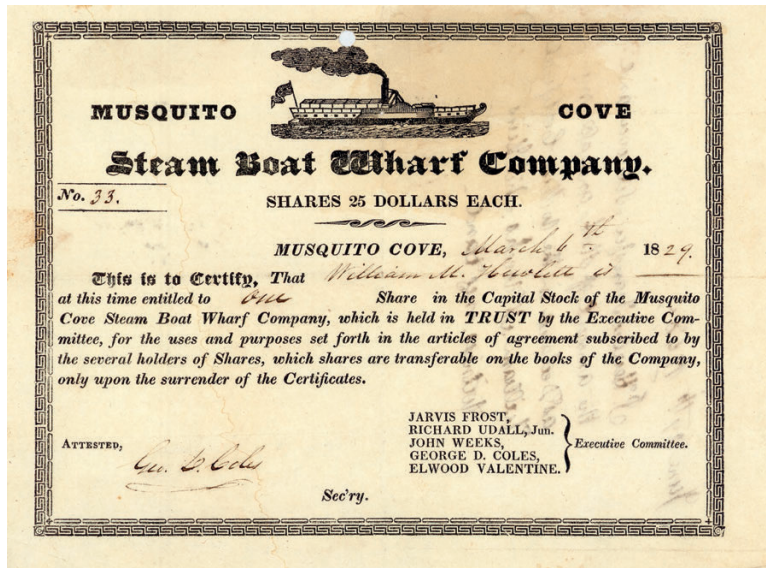 MUSQUITO COVE
Steam Boat Wharf Company.
No. 33.
SHARES 25 DOLLARS EACH.
MUSQUITO COVE, March 6th 1829.
This is to Certify, That William M. Hewlett is
at this time entitled to one Share in the Capital Stock of the Musquito
Cove Steam Boat Wharf Company, which is held in TRUST by the Executive Com-
mittee, for the uses and purposes set forth in the articles of agreement subscribed to by
the several holders of Shares, which shares are transferable on the books of the Company,
only upon the surrender of the Certificates.
JARVIS FROST,
RICHARD UDALL, Jun.
JOHN WEEKS,
GEORGE D. COLES,
ELWOOD VALENTINE.
Executive Committee.
ATTESTED,
Geo. D. Coles
Sec'ry.